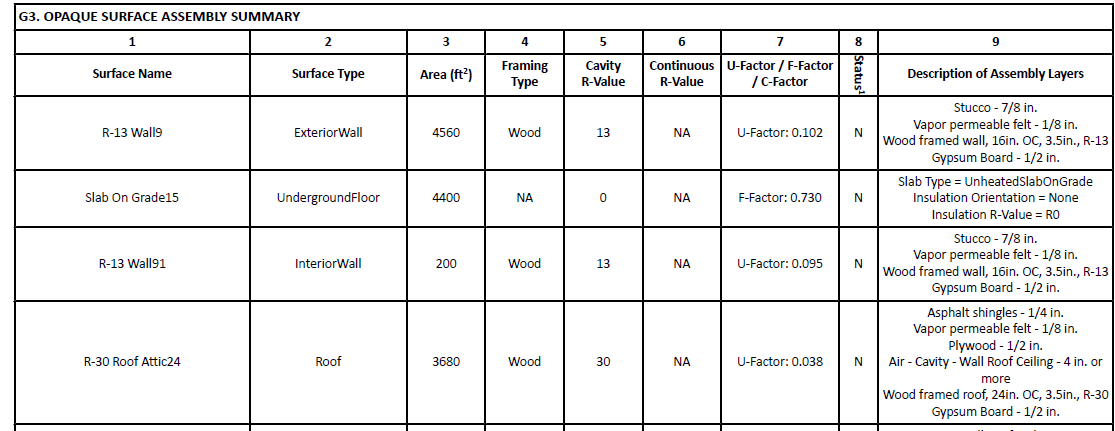 G3. OPAQUE SURFACE ASSEMBLY SUMMARY
1 2 3 4 5 6 7 8 9
Surface Name Surface Type Area (ft²) Framing Type Cavity R-Value Continuous R-Value U-Factor / F-Factor / C-Factor Status¹ Description of Assembly Layers
R-13 Wall9 ExteriorWall 4560 Wood 13 NA U-Factor: 0.102 N
Stucco - 7/8 in.
Vapor permeable felt - 1/8 in.
Wood framed wall, 16in. OC, 3.5in., R-13
Gypsum Board - 1/2 in.
Slab On Grade15 UndergroundFloor 4400 NA 0 NA F-Factor: 0.730 N
Slab Type = UnheatedSlabOnGrade
Insulation Orientation = None
Insulation R-Value = R0
R-13 Wall91 InteriorWall 200 Wood 13 NA U-Factor: 0.095 N
Stucco - 7/8 in.
Vapor permeable felt - 1/8 in.
Wood framed wall, 16in. OC, 3.5in., R-13
Gypsum Board - 1/2 in.
R-30 Roof Attic24 Roof 3680 Wood 30 NA U-Factor: 0.038 N
Asphalt shingles - 1/4 in.
Vapor permeable felt - 1/8 in.
Plywood - 1/2 in.
Air - Cavity - Wall Roof Ceiling - 4 in. or
more
Wood framed roof, 24in. OC, 3.5in., R-30
Gypsum Board - 1/2 in.